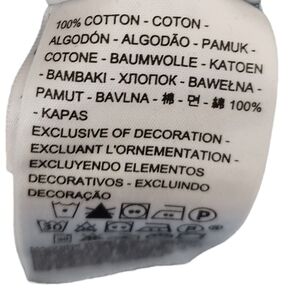 100% COTTON - COTON -
ALGODÓN - ALGODÃO - PAMUK -
COTONE - BAUMWOLLE - KATOEN
- BAMBAKI - ХЛОПОК - BAWEŁNA -
PAMUT - BAVLNA - 棉 - 면 - 綿 100%
- KAPAS
EXCLUSIVE OF DECORATION -
EXCLUANT L'ORNEMENTATION -
EXCLUYENDO ELEMENTOS
DECORATIVOS - EXCLUINDO
DECORAÇÃO
P
30